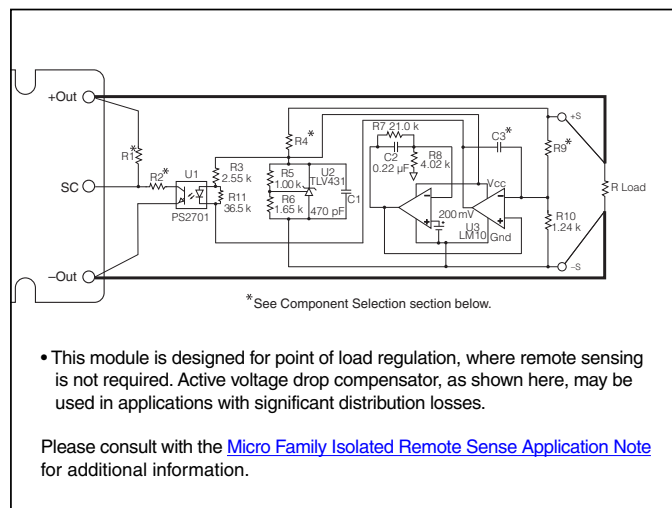 +Out
R7 21.0 k
+S
R4*
C3*
R1*
C2
0.22 µF
R8
4.02 k
R9*
U1
R3
2.55 k
U2
TLV431
R5
1.00 k
Vcc
SC
R2*
R11
36.5 k
C1
R Load
R6
1.65 k
PS2701
470 pF
200 mV
R10
1.24 k
U3
LM10
Gnd
–Out
–S
*See Component Selection section below.
• This module is designed for point of load regulation, where remote sensing
is not required. Active voltage drop compensator, as shown here, may be
used in applications with significant distribution losses.
Please consult with the Micro Family Isolated Remote Sense Application Note
for additional information.